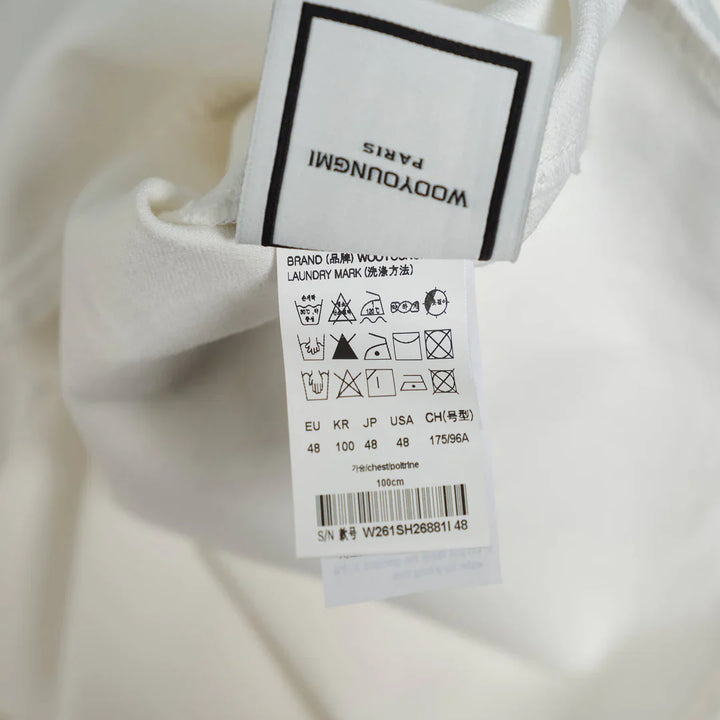 WOOYOUNGMI
PARIS
BRAND (品牌)
LAUNDRY MARK (洗涤方法)
EU KR JP USA CH(号型)
48 100 48 48 175/96A
가슴/chest/poitrine
100cm
S/N 款号 W261SH26881I 48